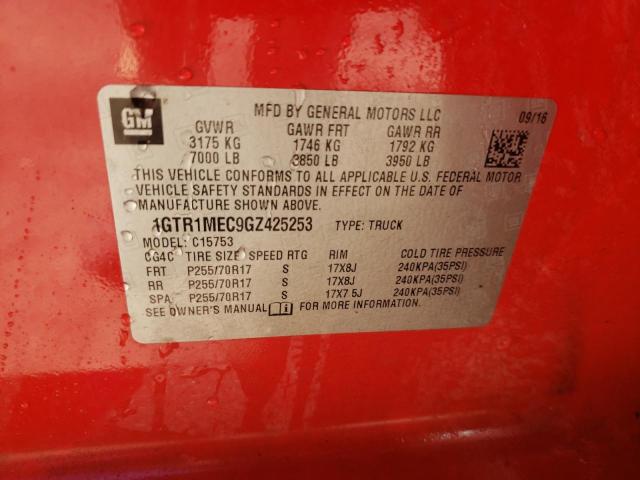 GM
MFD BY GENERAL MOTORS LLC 09/16
GVWR GAWR FRT GAWR RR
3175 KG 1746 KG 1792 KG
7000 LB 3850 LB 3950 LB
THIS VEHICLE CONFORMS TO ALL APPLICABLE U.S. FEDERAL MOTOR
VEHICLE SAFETY STANDARDS IN EFFECT ON THE DATE OF
MANUFACTURE SHOWN ABOVE.
1GTR1MEC9GZ425253 TYPE: TRUCK
MODEL: C15753
CG4C TIRE SIZE SPEED RTG RIM COLD TIRE PRESSURE
FRT P255/70R17 S 17X8J 240KPA(35PSI)
RR P255/70R17 S 17X8J 240KPA(35PSI)
SPA P255/70R17 S 17X7.5J 240KPA(35PSI)
SEE OWNER'S MANUAL FOR MORE INFORMATION.